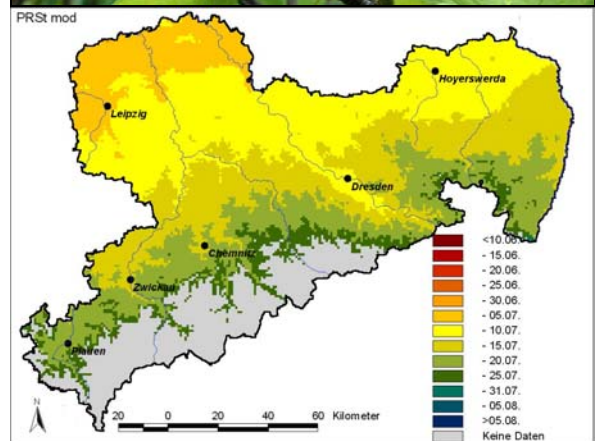 PRSt mod
Hoyerswerda
Leipzig
Dresden
Chemnitz
Zwickau
Plauen
<10.06.
- 15.06.
- 20.06.
- 25.06.
- 30.06.
- 05.07.
- 10.07.
- 15.07.
- 20.07.
- 25.07.
- 31.07.
- 05.08.
>05.08.
Keine Daten
N
20 0 20 40 60 Kilometer